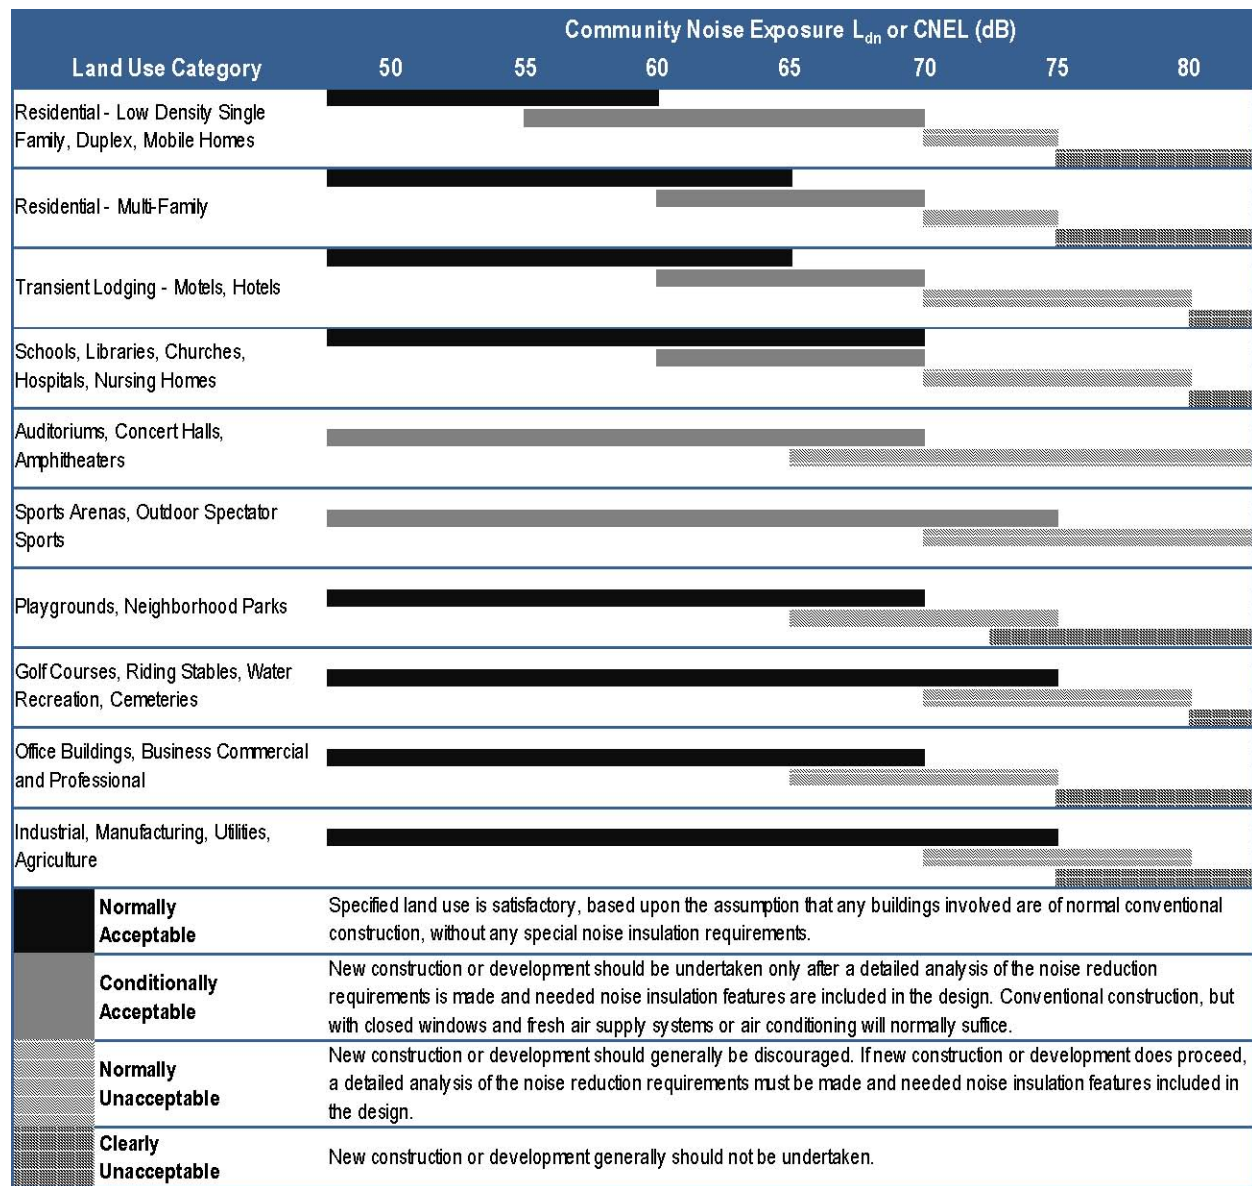 Community Noise Exposure Ldn or CNEL (dB)
Land Use Category 50 55 60 65 70 75 80
Residential - Low Density Single
Family, Duplex, Mobile Homes
Residential - Multi-Family
Transient Lodging - Motels, Hotels
Schools, Libraries, Churches,
Hospitals, Nursing Homes
Auditoriums, Concert Halls,
Amphitheaters
Sports Arenas, Outdoor Spectator
Sports
Playgrounds, Neighborhood Parks
Golf Courses, Riding Stables, Water
Recreation, Cemeteries
Office Buildings, Business Commercial
and Professional
Industrial, Manufacturing, Utilities,
Agriculture
Normally
Acceptable
Specified land use is satisfactory, based upon the assumption that any buildings involved are of normal conventional
construction, without any special noise insulation requirements.
Conditionally
Acceptable
New construction or development should be undertaken only after a detailed analysis of the noise reduction
requirements is made and needed noise insulation features are included in the design. Conventional construction, but
with closed windows and fresh air supply systems or air conditioning will normally suffice.
Normally
Unacceptable
New construction or development should generally be discouraged. If new construction or development does proceed,
a detailed analysis of the noise reduction requirements must be made and needed noise insulation features included in
the design.
Clearly
Unacceptable
New construction or development generally should not be undertaken.